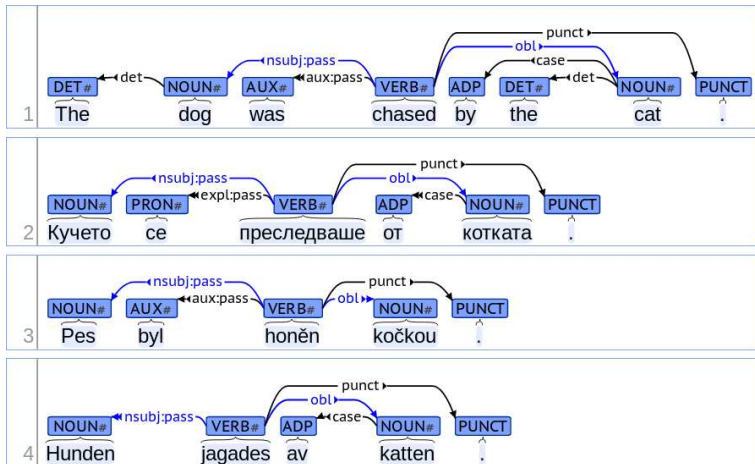 punct
obl
nsubj:pass case
det aux:pass det
DET# NOUN# AUX# VERB# ADP DET# NOUN# PUNCT
1 The dog was chased by the cat .
punct
nsubj:pass obl
expl:pass case
NOUN# PRON# VERB# ADP NOUN# PUNCT
2 Кучето се преследваше от котката .
nsubj:pass punct
aux:pass obl
NOUN# AUX# VERB# NOUN# PUNCT
3 Pes byl honěn kočkou .
punct
obl
nsubj:pass case
NOUN# VERB# ADP NOUN# PUNCT
4 Hunden jagades av katten .